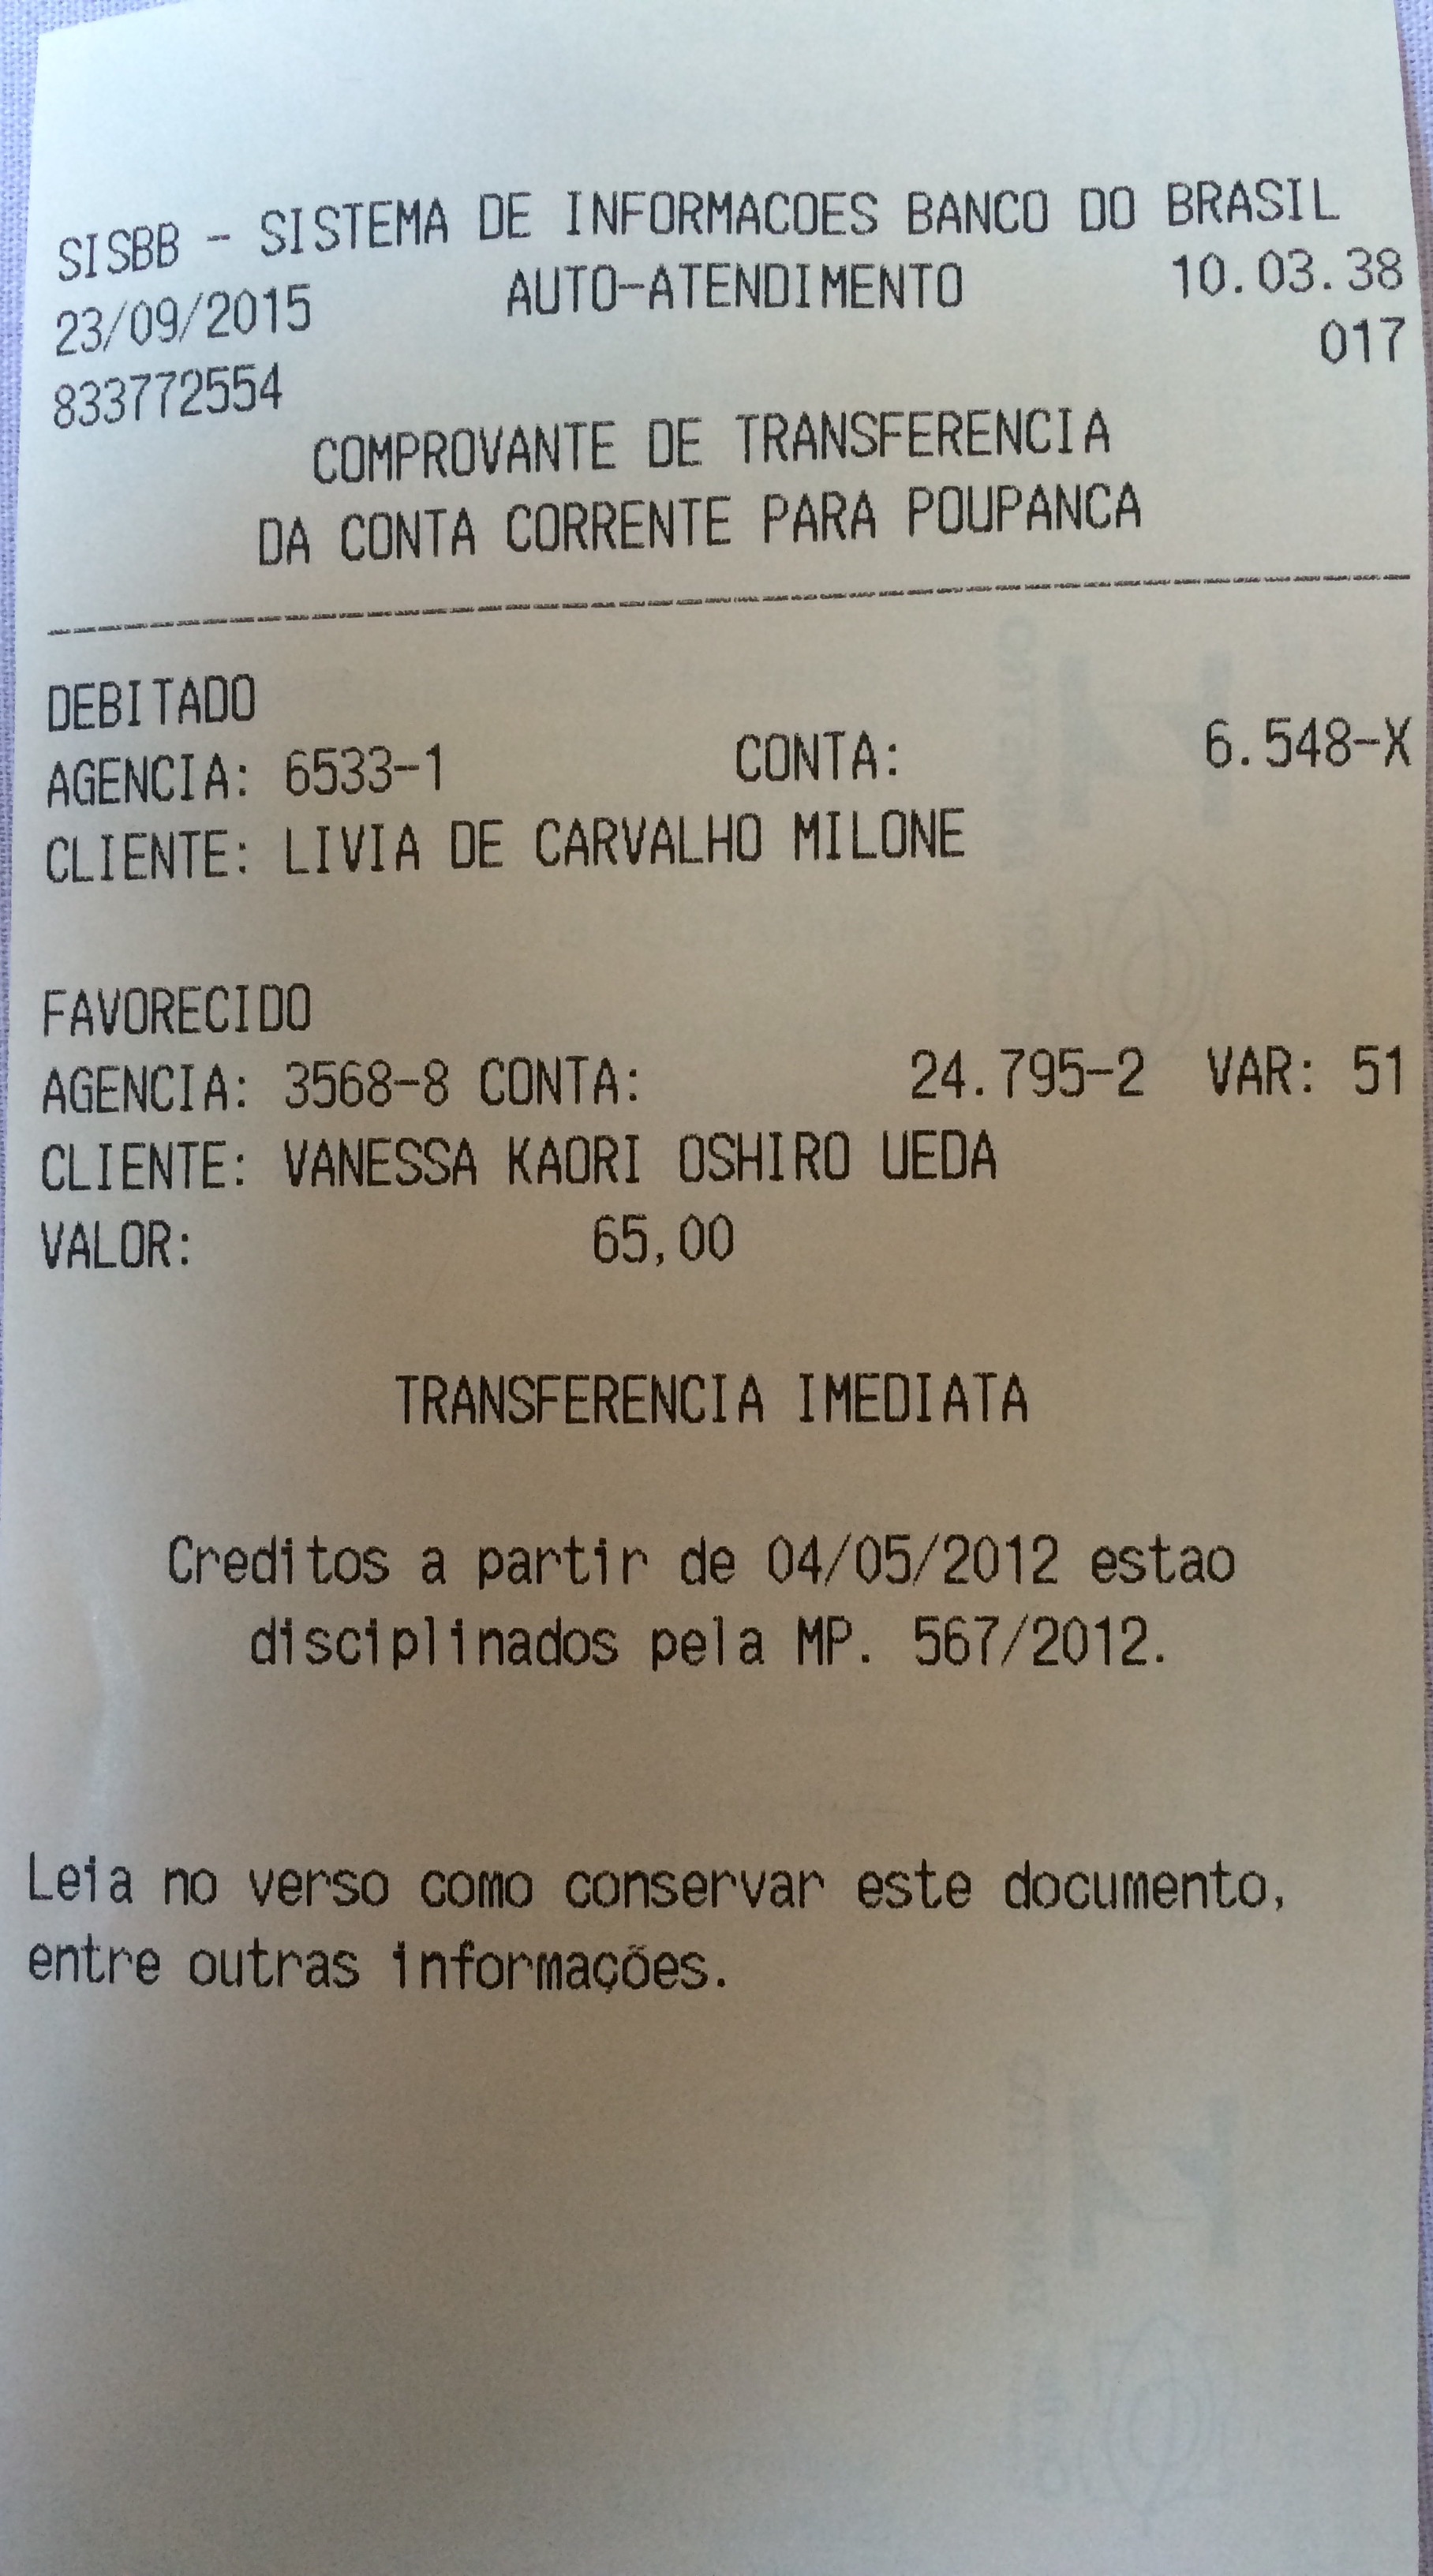 SISBB - SISTEMA DE INFORMACOES BANCO DO BRASIL
23/09/2015 AUTO-ATENDIMENTO 10.03.38
833772554 017
COMPROVANTE DE TRANSFERENCIA
DA CONTA CORRENTE PARA POUPANCA
DEBITADO
AGENCIA: 6533-1 CONTA: 6.548-X
CLIENTE: LIVIA DE CARVALHO MILONE
FAVORECIDO
AGENCIA: 3568-8 CONTA: 24.795-2 VAR: 51
CLIENTE: VANESSA KAORI OSHIRO UEDA
VALOR: 65,00
TRANSFERENCIA IMEDIATA
Creditos a partir de 04/05/2012 estao
disciplinados pela MP. 567/2012.
Leia no verso como conservar este documento,
entre outras informações.